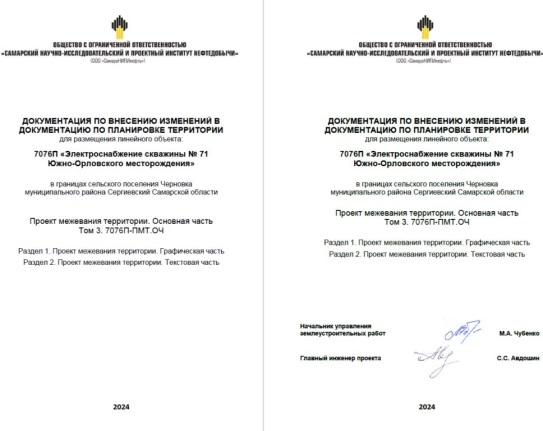 ОБЩЕСТВО С ОГРАНИЧЕННОЙ ОТВЕТСТВЕННОСТЬЮ
«САМАРСКИЙ НАУЧНО-ИССЛЕДОВАТЕЛЬСКИЙ И ПРОЕКТНЫЙ ИНСТИТУТ НЕФТЕДОБЫЧИ»
(ООО «СамараНИПИнефть»)
ДОКУМЕНТАЦИЯ ПО ВНЕСЕНИЮ ИЗМЕНЕНИЙ В
ДОКУМЕНТАЦИЮ ПО ПЛАНИРОВКЕ ТЕРРИТОРИИ
для размещения линейного объекта:
7076П «Электроснабжение скважины № 71
Южно-Орловского месторождения»
в границах сельского поселения Черновка
муниципального района Сергиевский Самарской области
Проект межевания территории. Основная часть
Том 3. 7076П-ПМТ.ОЧ
Раздел 1. Проект межевания территории. Графическая часть
Раздел 2. Проект межевания территории. Текстовая часть
2024
ОБЩЕСТВО С ОГРАНИЧЕННОЙ ОТВЕТСТВЕННОСТЬЮ
«САМАРСКИЙ НАУЧНО-ИССЛЕДОВАТЕЛЬСКИЙ И ПРОЕКТНЫЙ ИНСТИТУТ НЕФТЕДОБЫЧИ»
(ООО «СамараНИПИнефть»)
ДОКУМЕНТАЦИЯ ПО ВНЕСЕНИЮ ИЗМЕНЕНИЙ В
ДОКУМЕНТАЦИЮ ПО ПЛАНИРОВКЕ ТЕРРИТОРИИ
для размещения линейного объекта:
7076П «Электроснабжение скважины № 71
Южно-Орловского месторождения»
в границах сельского поселения Черновка
муниципального района Сергиевский Самарской области
Проект межевания территории. Основная часть
Том 3. 7076П-ПМТ.ОЧ
Раздел 1. Проект межевания территории. Графическая часть
Раздел 2. Проект межевания территории. Текстовая часть
Начальник управления
землеустроительных работ М.А. Чубенко
Главный инженер проекта С.С. Авдошин
2024